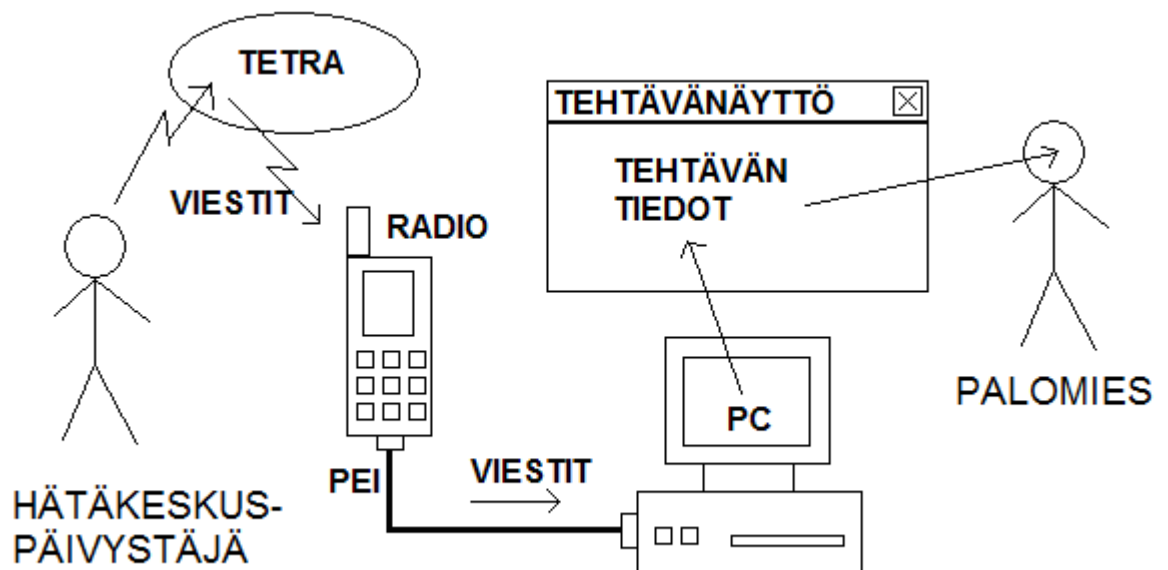 TETRA
TEHTÄVÄNÄYTTÖ
TEHTÄVÄN
TIEDOT
VIESTIT
RADIO
PALOMIES
PC
PEI
VIESTIT
HÄTÄKESKUS-
PÄIVYSTÄJÄ